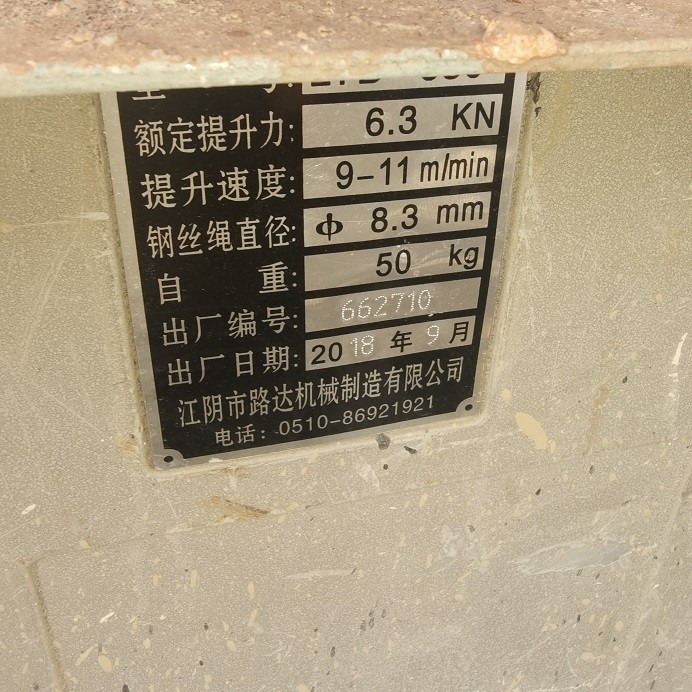 额定提升力: 6.3 KN
提升速度: 9-11 m/min
钢丝绳直径: Φ 8.3 mm
自 重: 50 kg
出厂编号: 662710
出厂日期: 2018 年 9 月
江阴市路达机械制造有限公司
电话: 0510-86921921